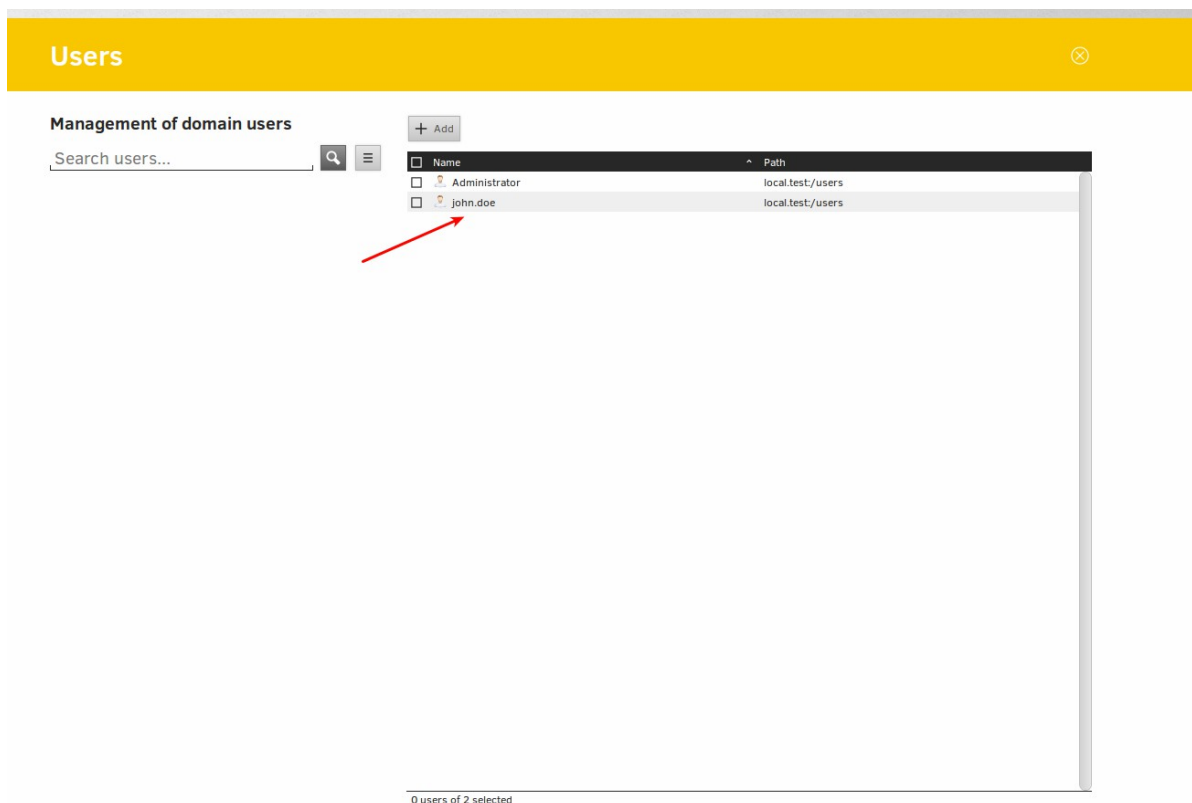 Users
Management of domain users
Search users...
+ Add
Name ^ Path
Administrator local.test:/users
john.doe local.test:/users
0 users of 2 selected